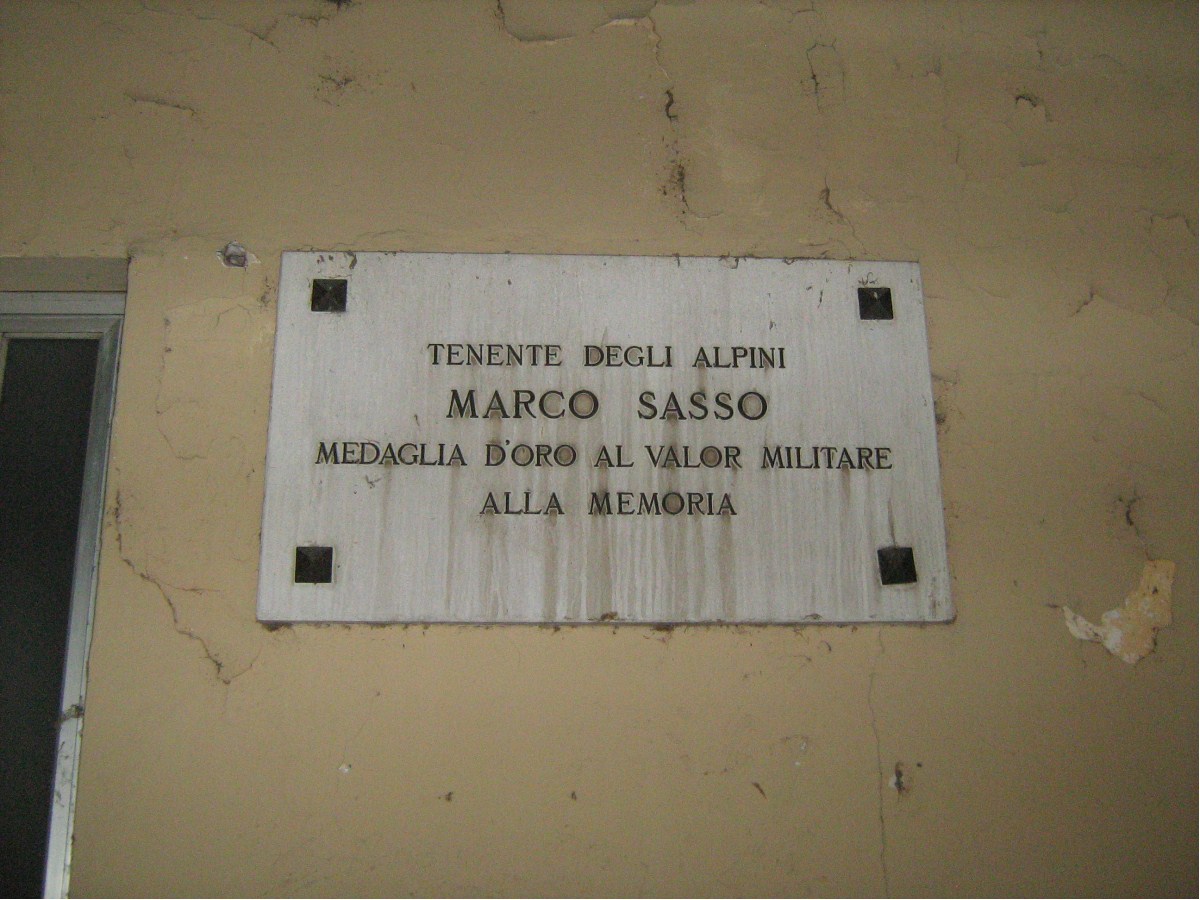 TENENTE DEGLI ALPINI
MARCO SASSO
MEDAGLIA D'ORO AL VALOR MILITARE
ALLA MEMORIA